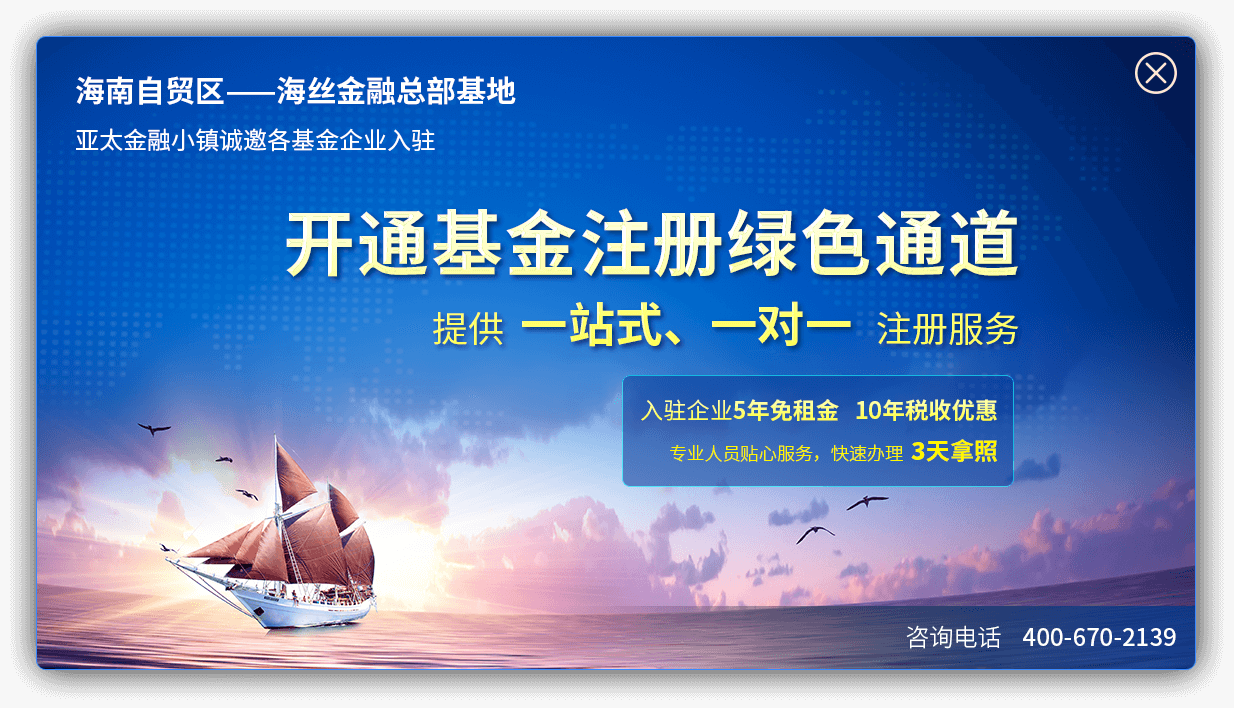 海南自贸区——海丝金融总部基地
亚太金融小镇诚邀各基金企业入驻
开通基金注册绿色通道
提供 一站式、一对一 注册服务
入驻企业5年免租金 10年税收优惠
专业人员贴心服务，快速办理 3天拿照
咨询电话 400-670-2139